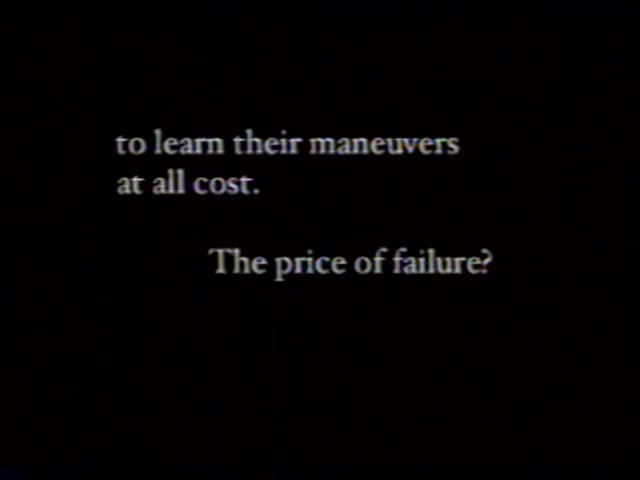 to learn their maneuvers
at all cost.
The price of failure?